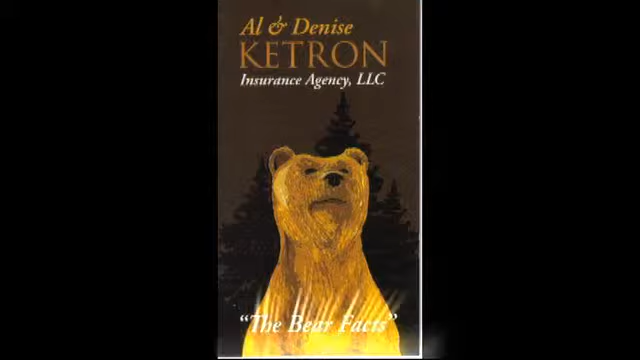 Al & Denise
KETRON
Insurance Agency, LLC
“The Bear Facts”